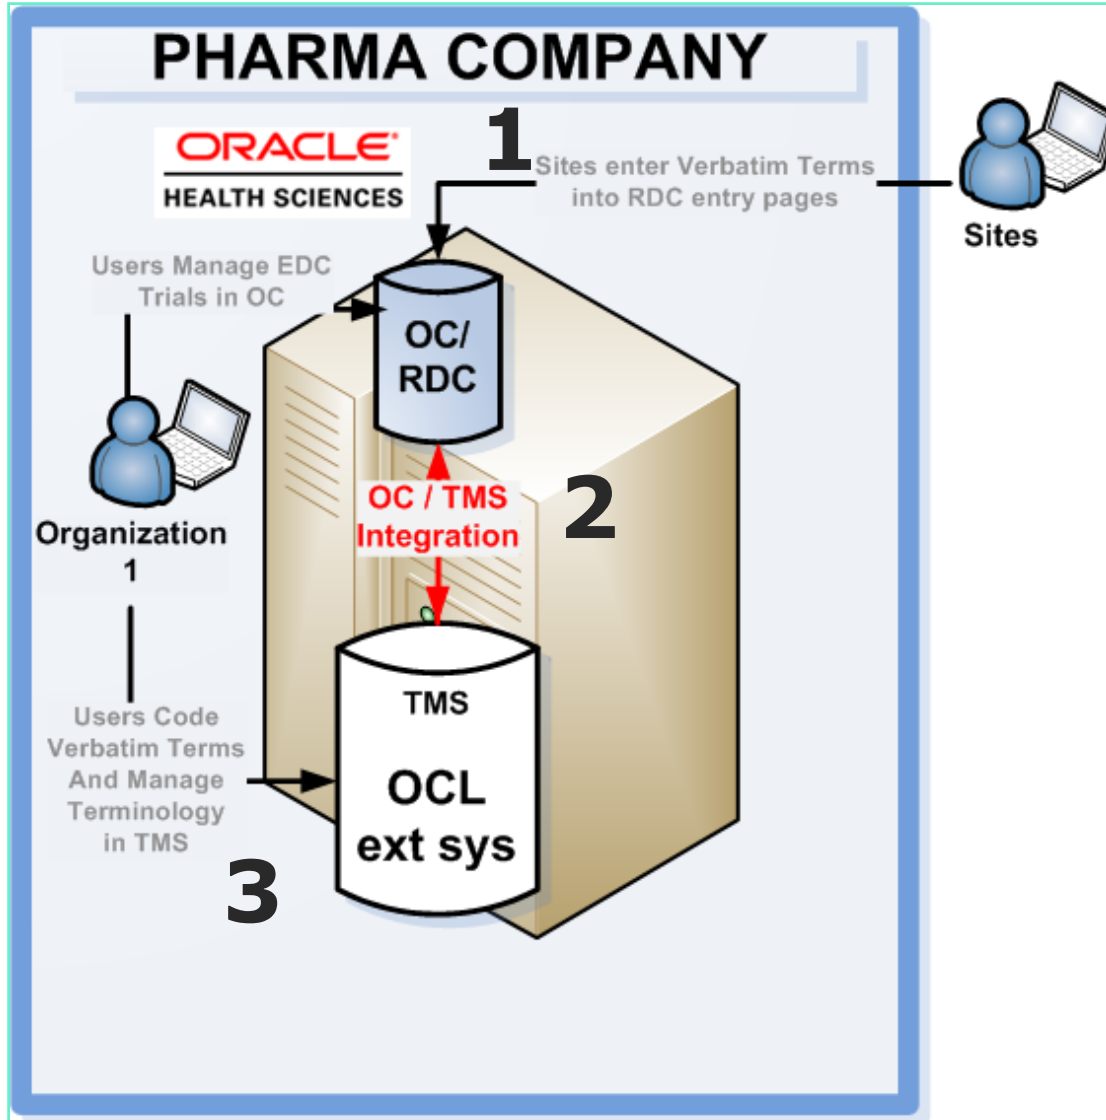 PHARMA COMPANY
ORACLE®
HEALTH SCIENCES
1
Sites enter Verbatim Terms
into RDC entry pages
Sites
Users Manage EDC
Trials in OC
OC/
RDC
Organization
1
OC / TMS
Integration
2
Users Code
Verbatim Terms
And Manage
Terminology
in TMS
3
TMS
OCL
ext sys